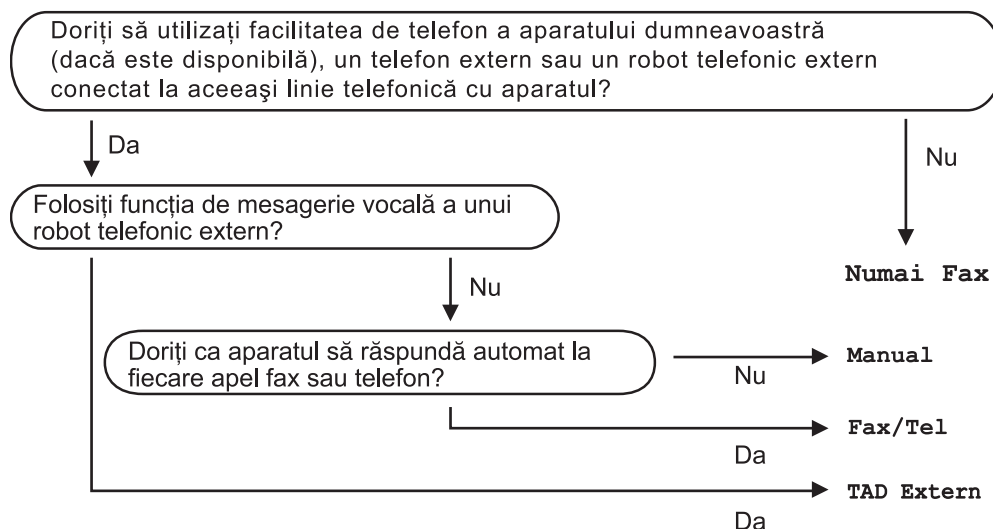 Doriți să utilizați facilitatea de telefon a aparatului dumneavoastră
(dacă este disponibilă), un telefon extern sau un robot telefonic extern
conectat la aceeaşi linie telefonică cu aparatul?
Da
Nu
Folosiți funcția de mesagerie vocală a unui
robot telefonic extern?
Numai Fax
Nu
Doriți ca aparatul să răspundă automat la
fiecare apel fax sau telefon?
Manual
Nu
Fax/Tel
Da
TAD Extern
Da